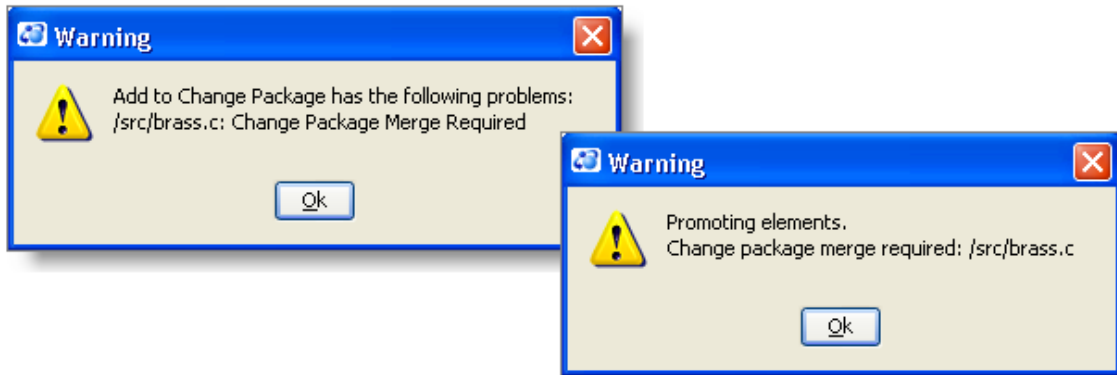 Warning
Add to Change Package has the following problems:
/src/brass.c: Change Package Merge Required
Ok
Warning
Promoting elements.
Change package merge required: /src/brass.c
Ok